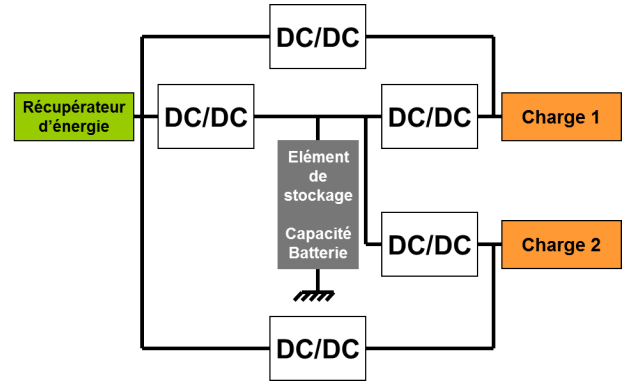 DC/DC
Récupérateur
d'énergie
DC/DC
DC/DC
Charge 1
Elément
de
stockage
Capacité
Batterie
DC/DC
Charge 2
DC/DC